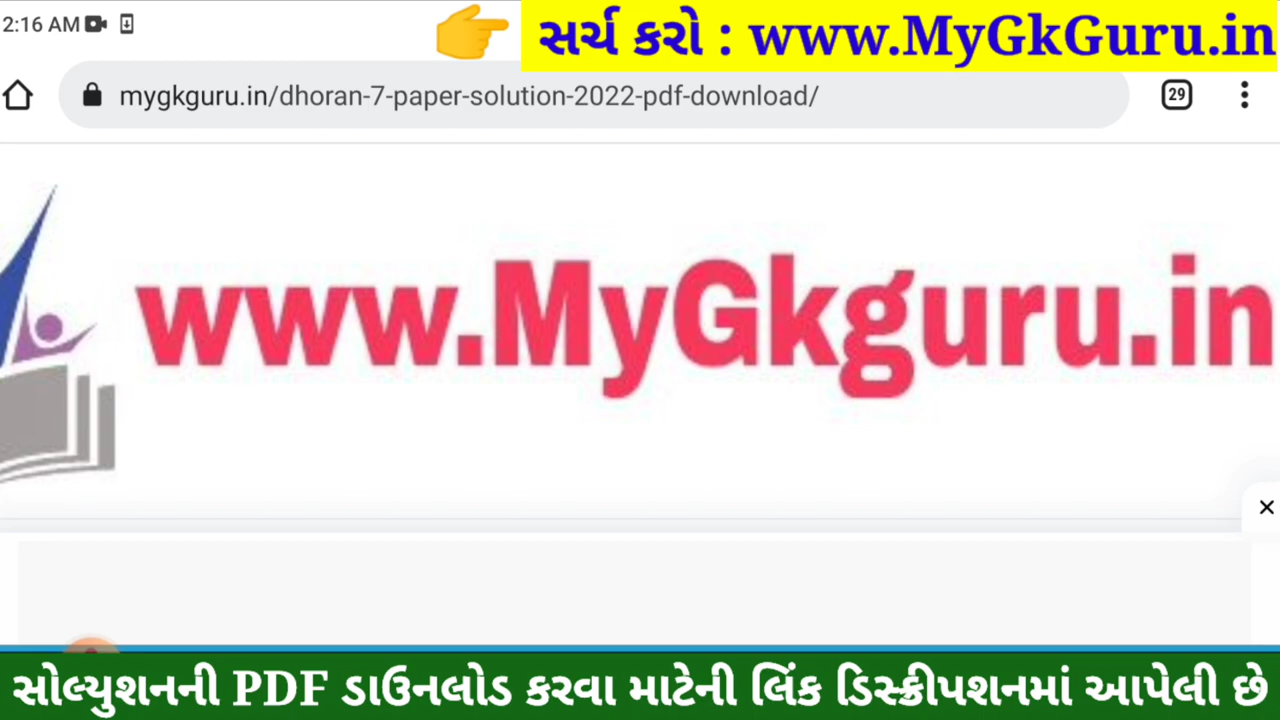 2:16 AM
સર્ચ કરો : www.MyGkGuru.in
mygkguru.in/dhoran-7-paper-solution-2022-pdf-download/
29
www.MyGkguru.in
સોલ્યુશનની PDF ડાઉનલોડ કરવા માટેની લિંક ડિસ્ક્રીપશનમાં આપેલી છે